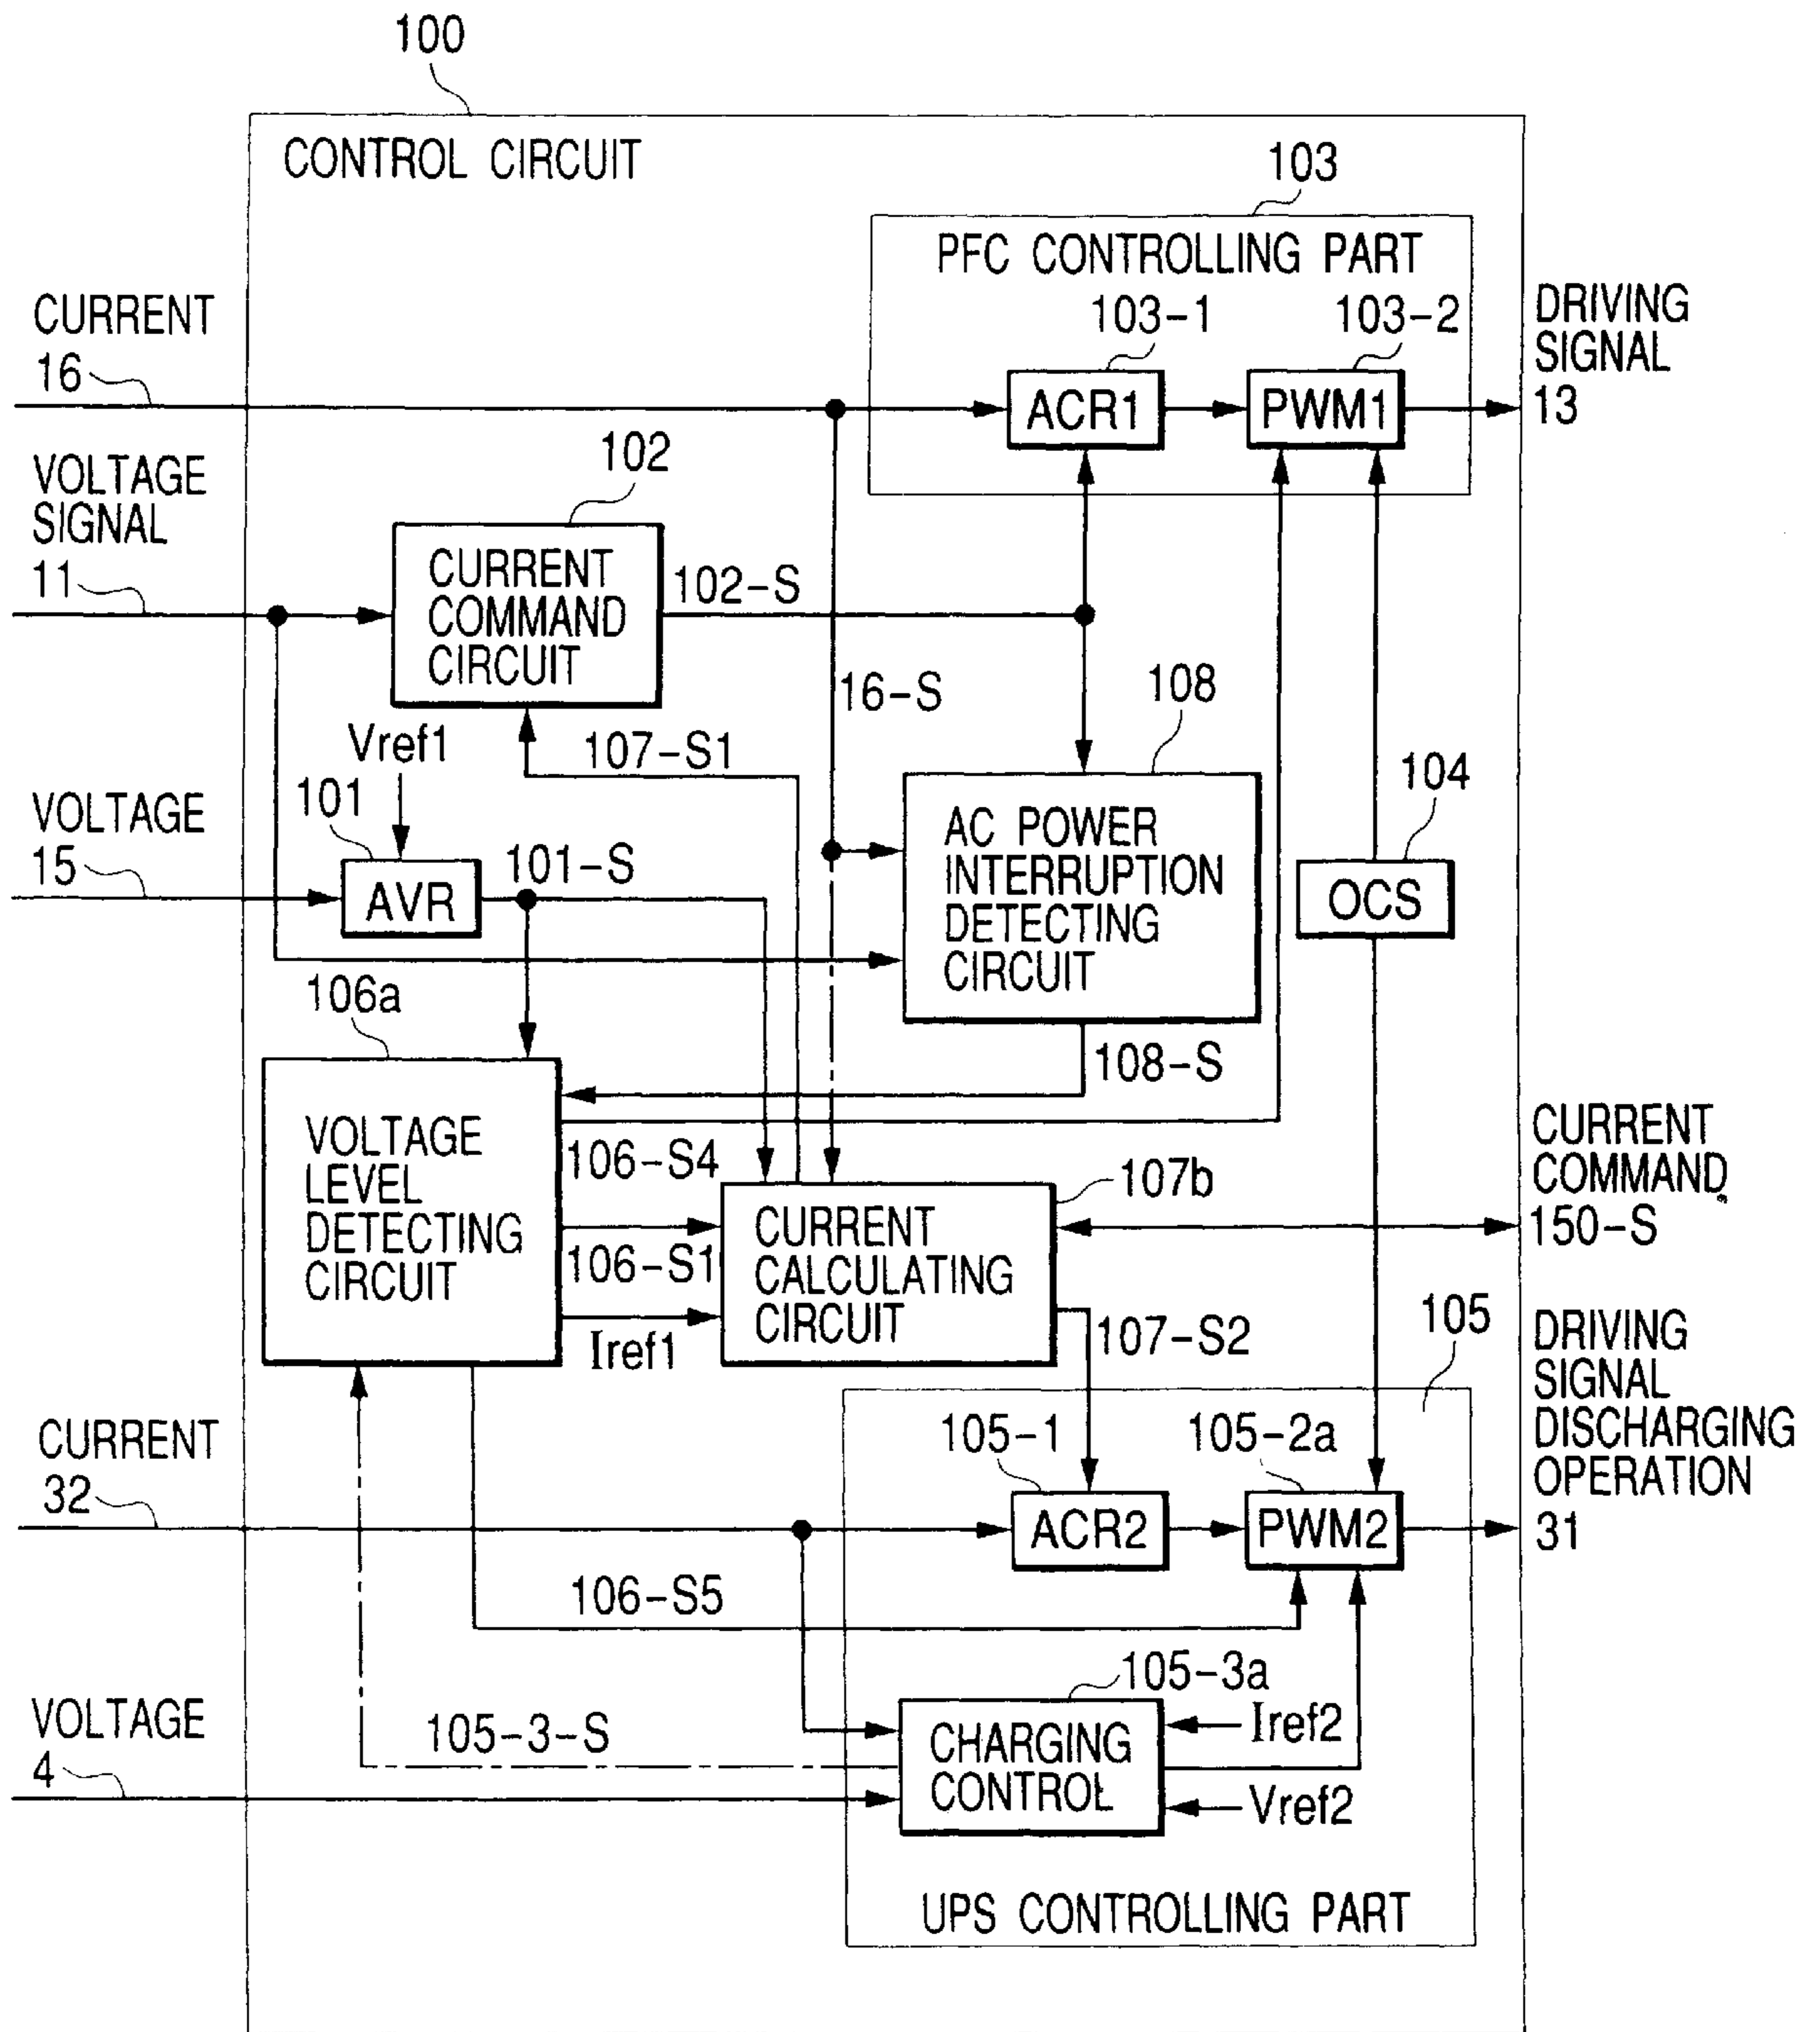 100
CONTROL CIRCUIT
103
PFC CONTROLLING PART
103-1
103-2
CURRENT
16
ACR1
PWM1
DRIVING
SIGNAL
13
VOLTAGE
SIGNAL
11
102
CURRENT
COMMAND
CIRCUIT
102-S
16-S
108
Vref1
107-S1
104
VOLTAGE
15
101
AVR
101-S
AC POWER
INTERRUPTION
DETECTING
CIRCUIT
OCS
106a
108-S
VOLTAGE
LEVEL
DETECTING
CIRCUIT
106-S4
106-S1
Iref1
107b
CURRENT
CALCULATING
CIRCUIT
CURRENT
COMMAND
150-S
107-S2
105
DRIVING
SIGNAL
DISCHARGING
OPERATION
31
CURRENT
32
105-1
105-2a
ACR2
PWM2
106-S5
105-3a
VOLTAGE
4
105-3-S
CHARGING
CONTROL
Iref2
Vref2
UPS CONTROLLING PART